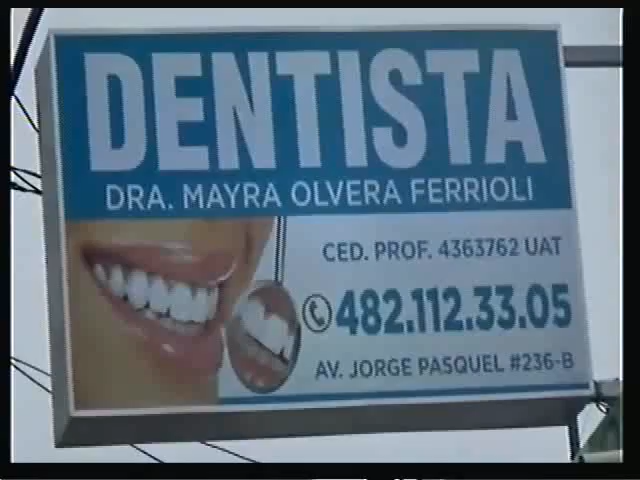 DENTISTA
DRA. MAYRA OLVERA FERRIOLI
CED. PROF. 4363762 UAT
482.112.33.05
AV. JORGE PASQUEL #236-B